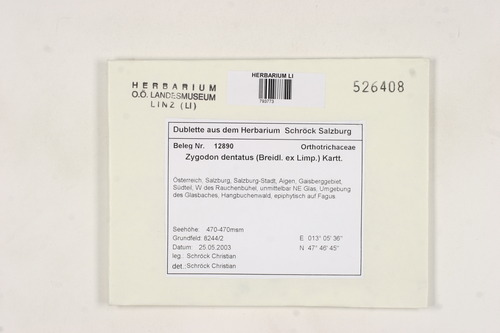 HERBARIUM LI
793773
HERBARIUM
O.Ö. LANDESMUSEUM
LINZ (LI)
526408
Dublette aus dem Herbarium Schröck Salzburg
Beleg Nr. 12890 Orthotrichaceae
Zygodon dentatus (Breidl. ex Limp.) Kartt.
Österreich, Salzburg, Salzburg-Stadt, Aigen, Gaisberggebiet,
Südteil, W des Rauchenbühel, unmittelbar NE Glas, Umgebung
des Glasbaches, Hangbuchenwald, epiphytisch auf Fagus
Seehöhe: 470-470msm E 013° 05' 36"
Grundfeld: 8244/2
Datum: 25.05.2003 N 47° 46' 45"
leg.: Schröck Christian
det.: Schröck Christian